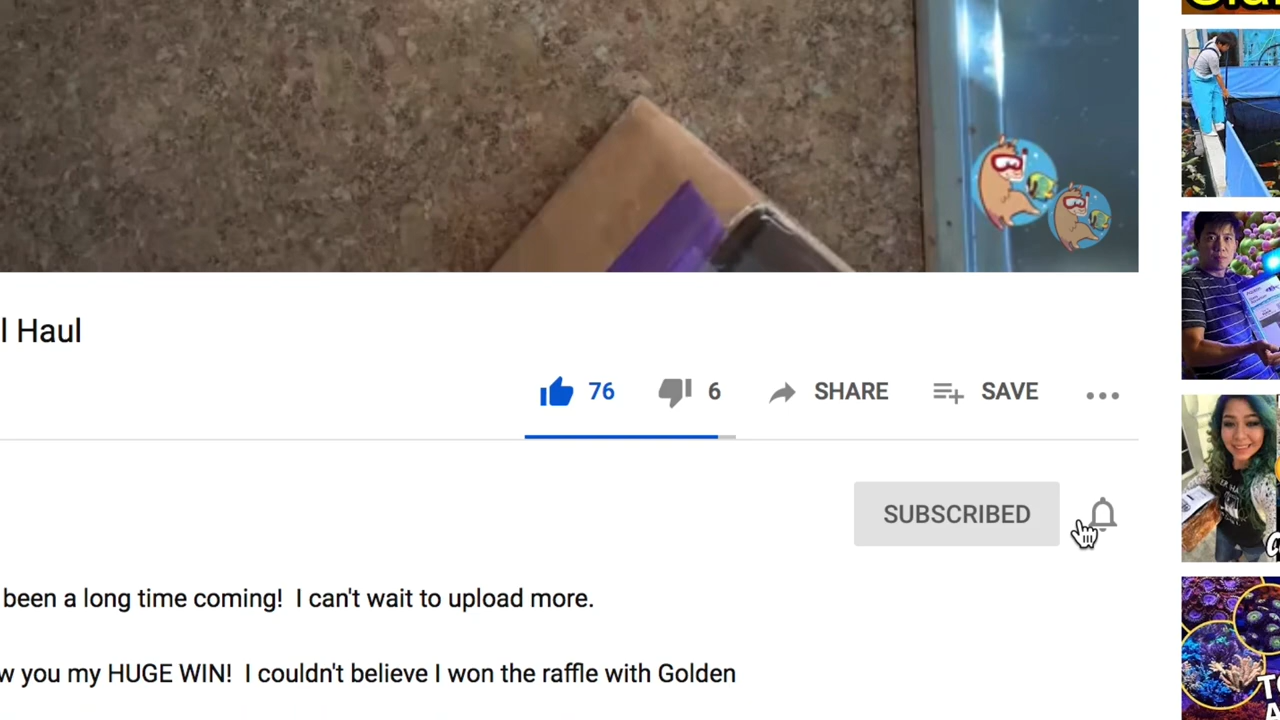 l Haul
76
6
SHARE
SAVE
SUBSCRIBED
been a long time coming!  I can't wait to upload more.
w you my HUGE WIN!  I couldn't believe I won the raffle with Golden